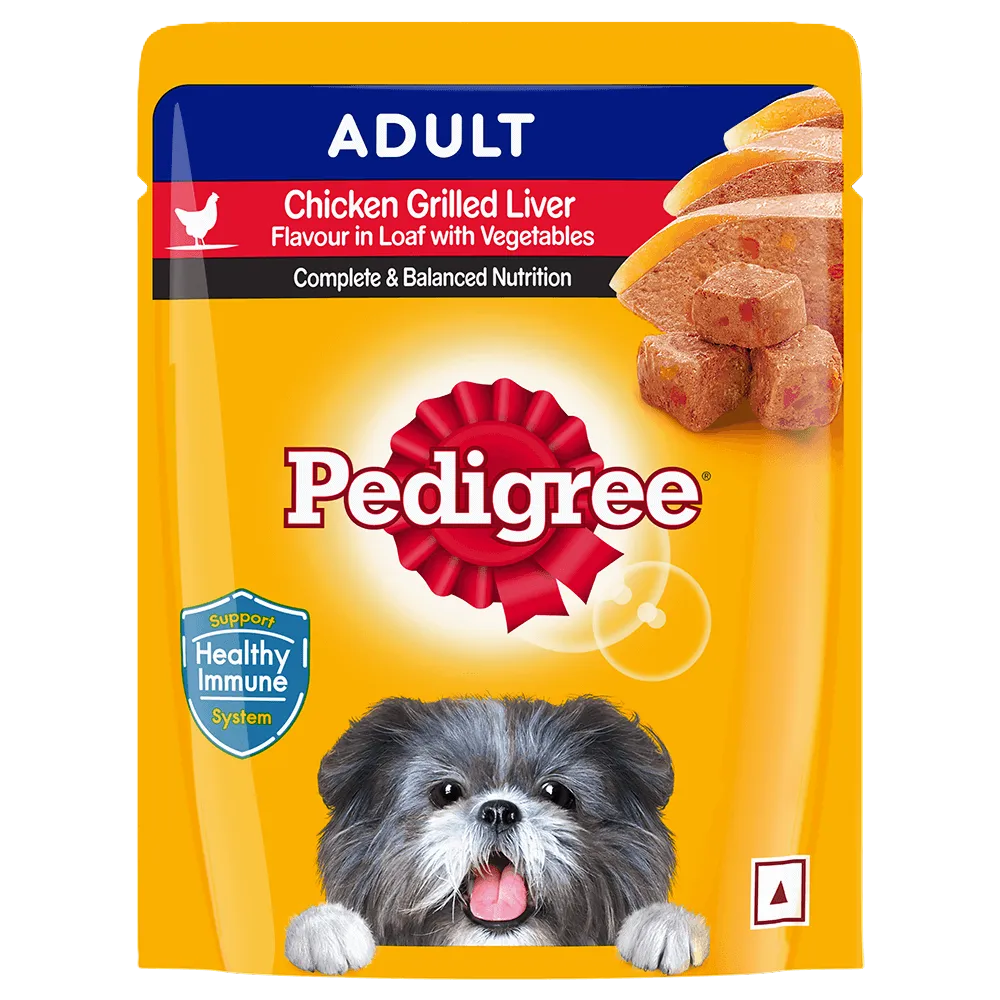 ADULT
Chicken Grilled Liver
Flavour in Loaf with Vegetables
Complete & Balanced Nutrition
Pedigree®
Support
Healthy
Immune
System